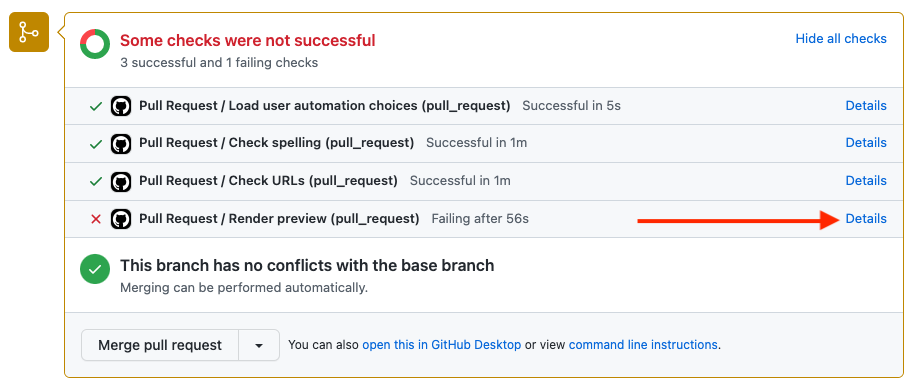 Some checks were not successful
Hide all checks
3 successful and 1 failing checks
Pull Request / Load user automation choices (pull_request) Successful in 5s Details
Pull Request / Check spelling (pull_request) Successful in 1m Details
Pull Request / Check URLs (pull_request) Successful in 1m Details
Pull Request / Render preview (pull_request) Failing after 56s Details
This branch has no conflicts with the base branch
Merging can be performed automatically.
Merge pull request You can also open this in GitHub Desktop or view command line instructions.